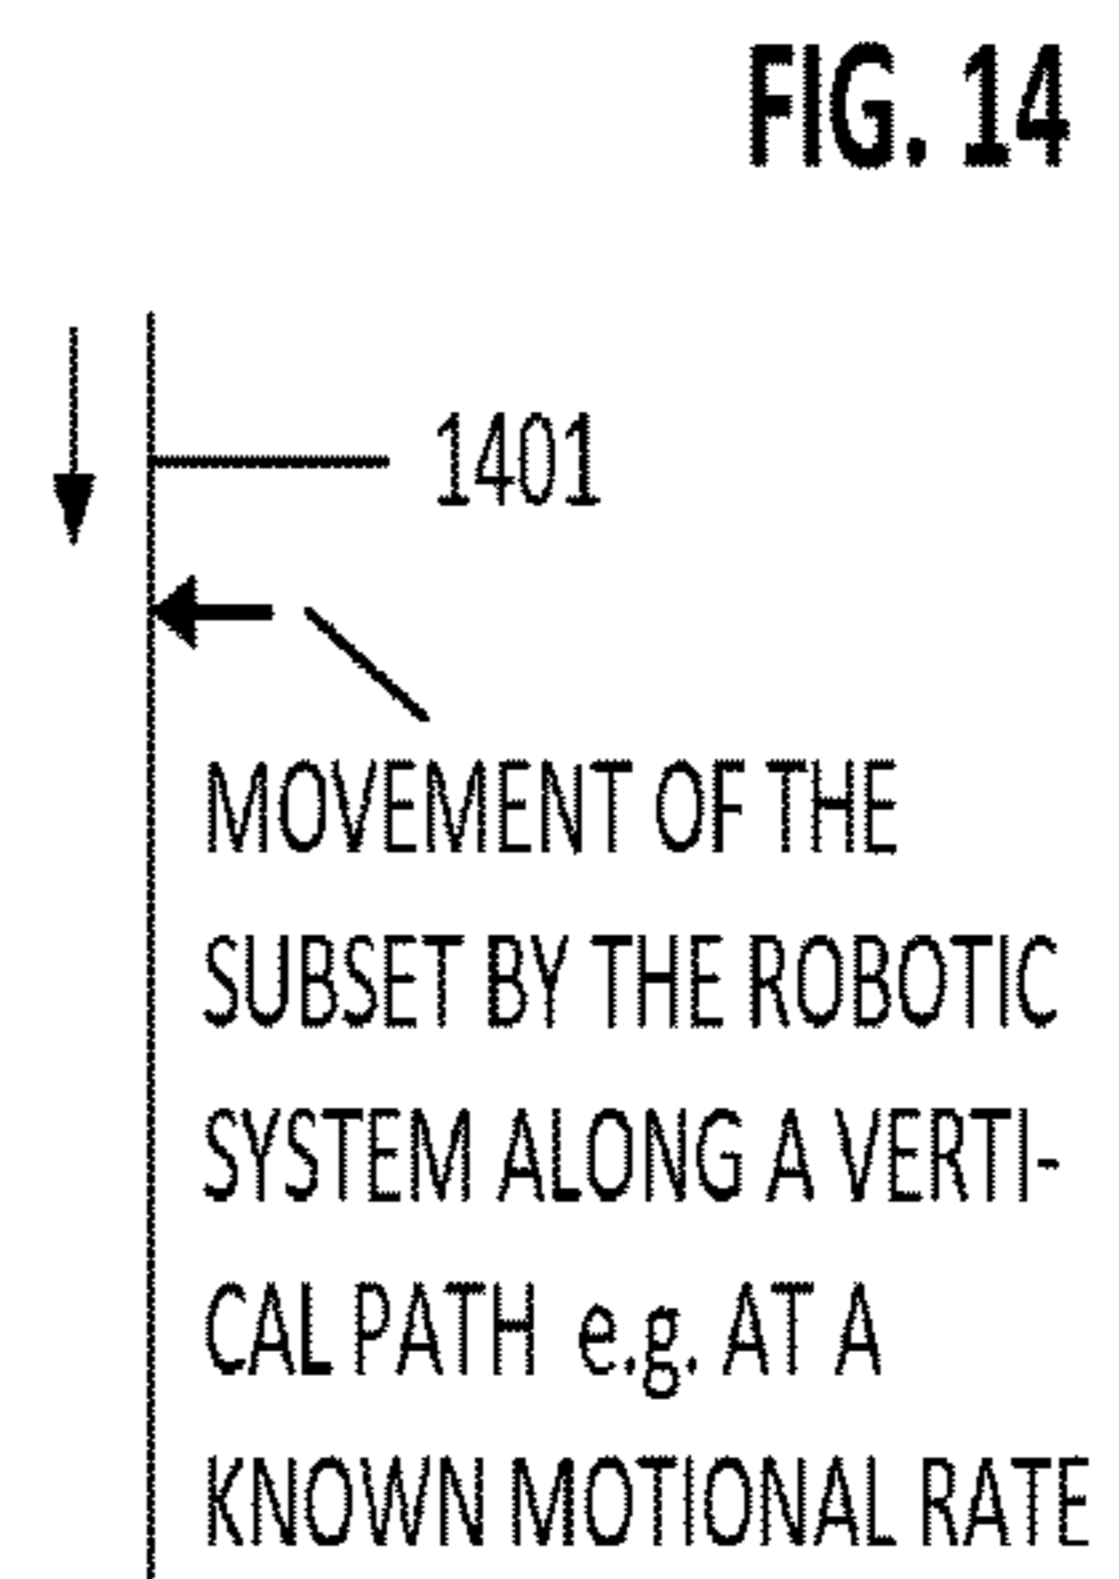 FIG. 14
1401
MOVEMENT OF THE
SUBSET BY THE ROBOTIC
SYSTEM ALONG A VERTI-
CAL PATH e.g. AT A
KNOWN MOTIONAL RATE